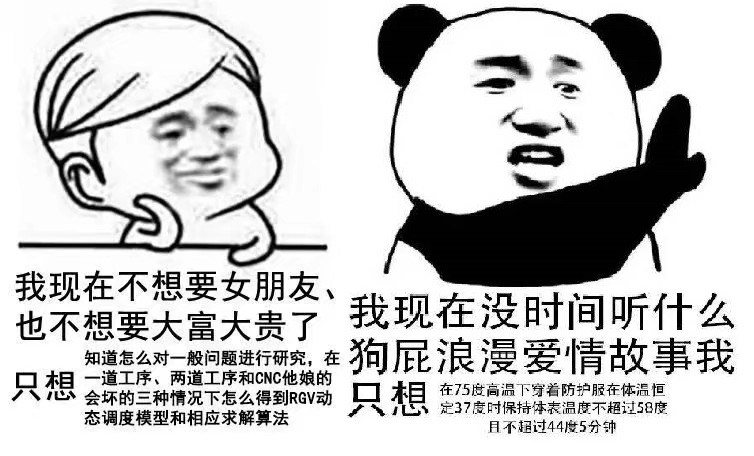 我现在不想要女朋友、
也不想要大富大贵了
只想
知道怎么对一般问题进行研究，在
一道工序、两道工序和CNC他娘的
会坏的三种情况下怎么得到RGV动
态调度模型和相应求解算法
我现在没时间听什么
狗屁浪漫爱情故事我
只想
在75度高温下穿着防护服在体温恒
定37度时保持体表温度不超过58度
且不超过44度5分钟